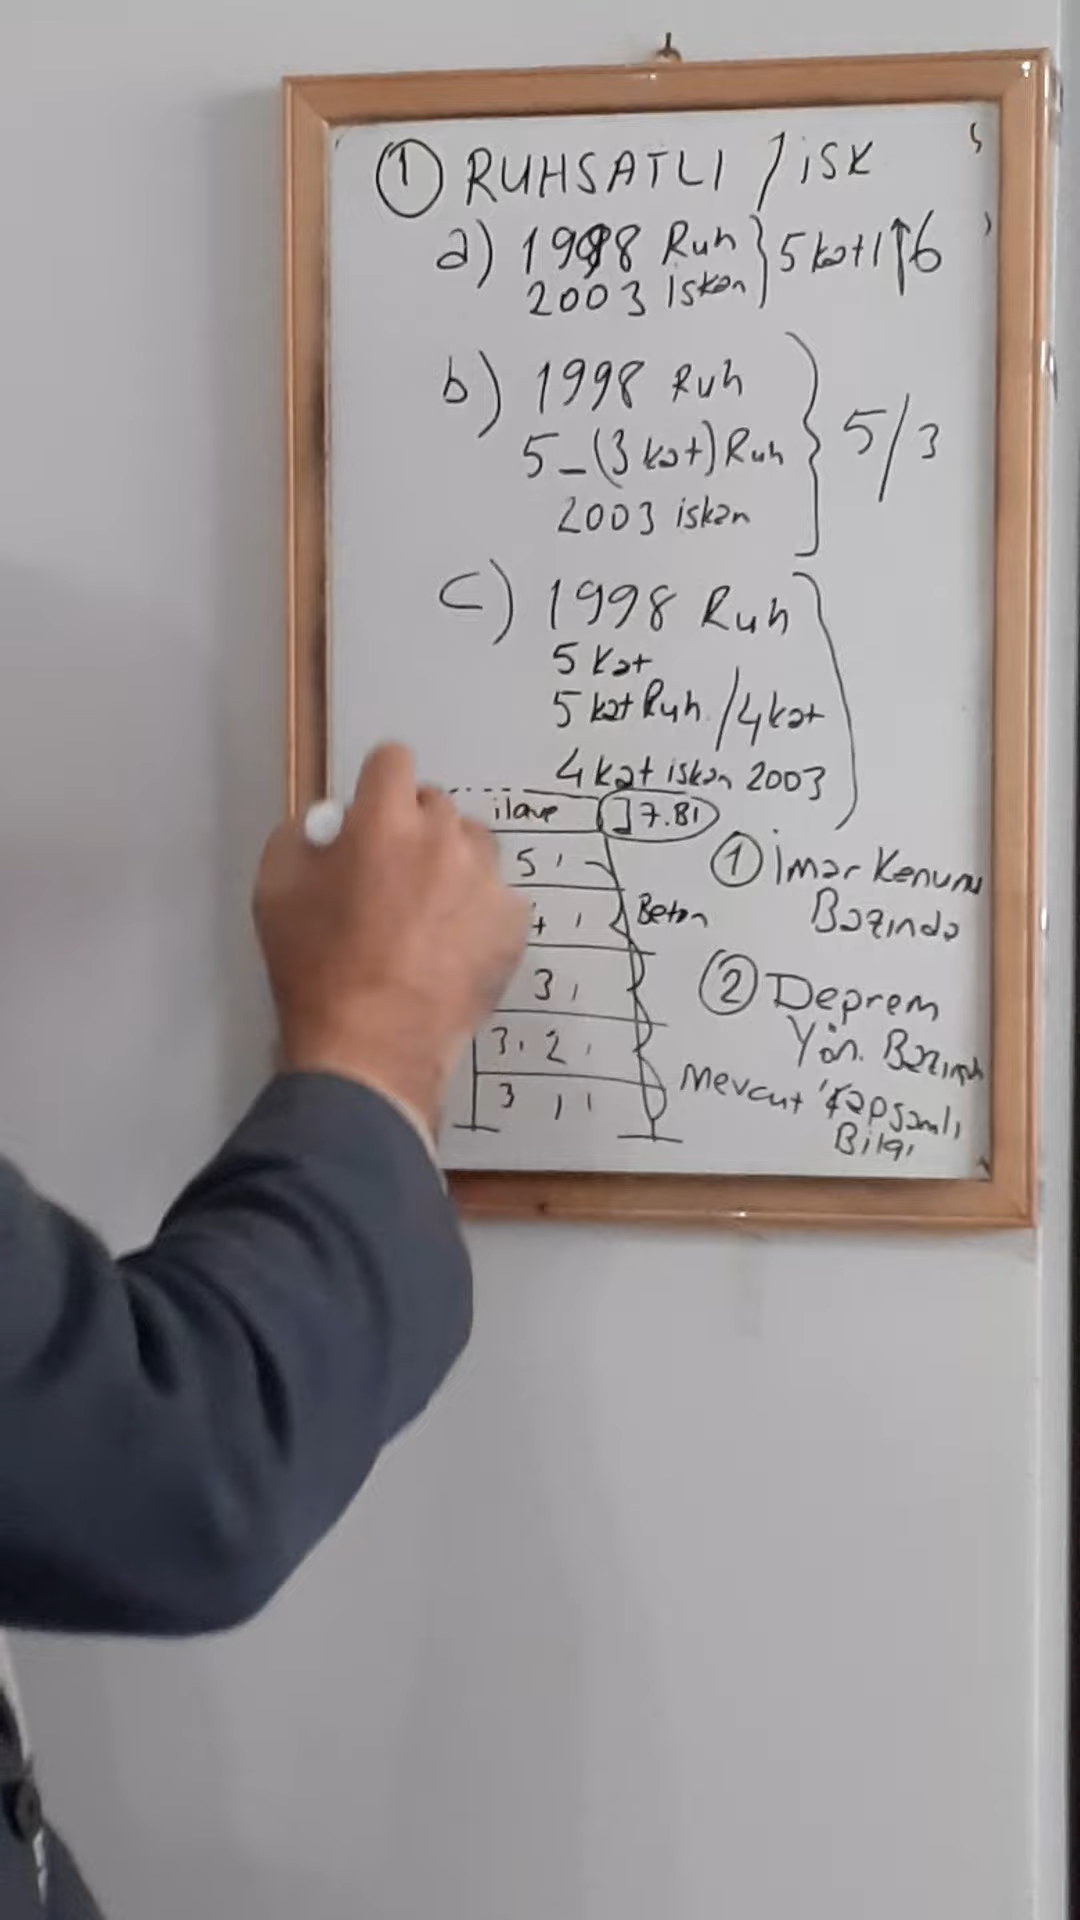 ① RUHSATLI / İSK
a) 1998 Ruh } 5 kat 1↑6
2003 iskan
b) 1998 Ruh
5-(3 kat) Ruh } 5/3
2003 iskan
c) 1998 Ruh
5 Kat
5 kat Ruh / 4 kat
4 kat iskan 2003
ilave ] 7.81
5 '
Beton
3 ,
3, 2 ,
3 , '
① İmar Kanunu
Bazında
② Deprem
Yön. Bazında
Mevcut Kapsamlı
Bilgi